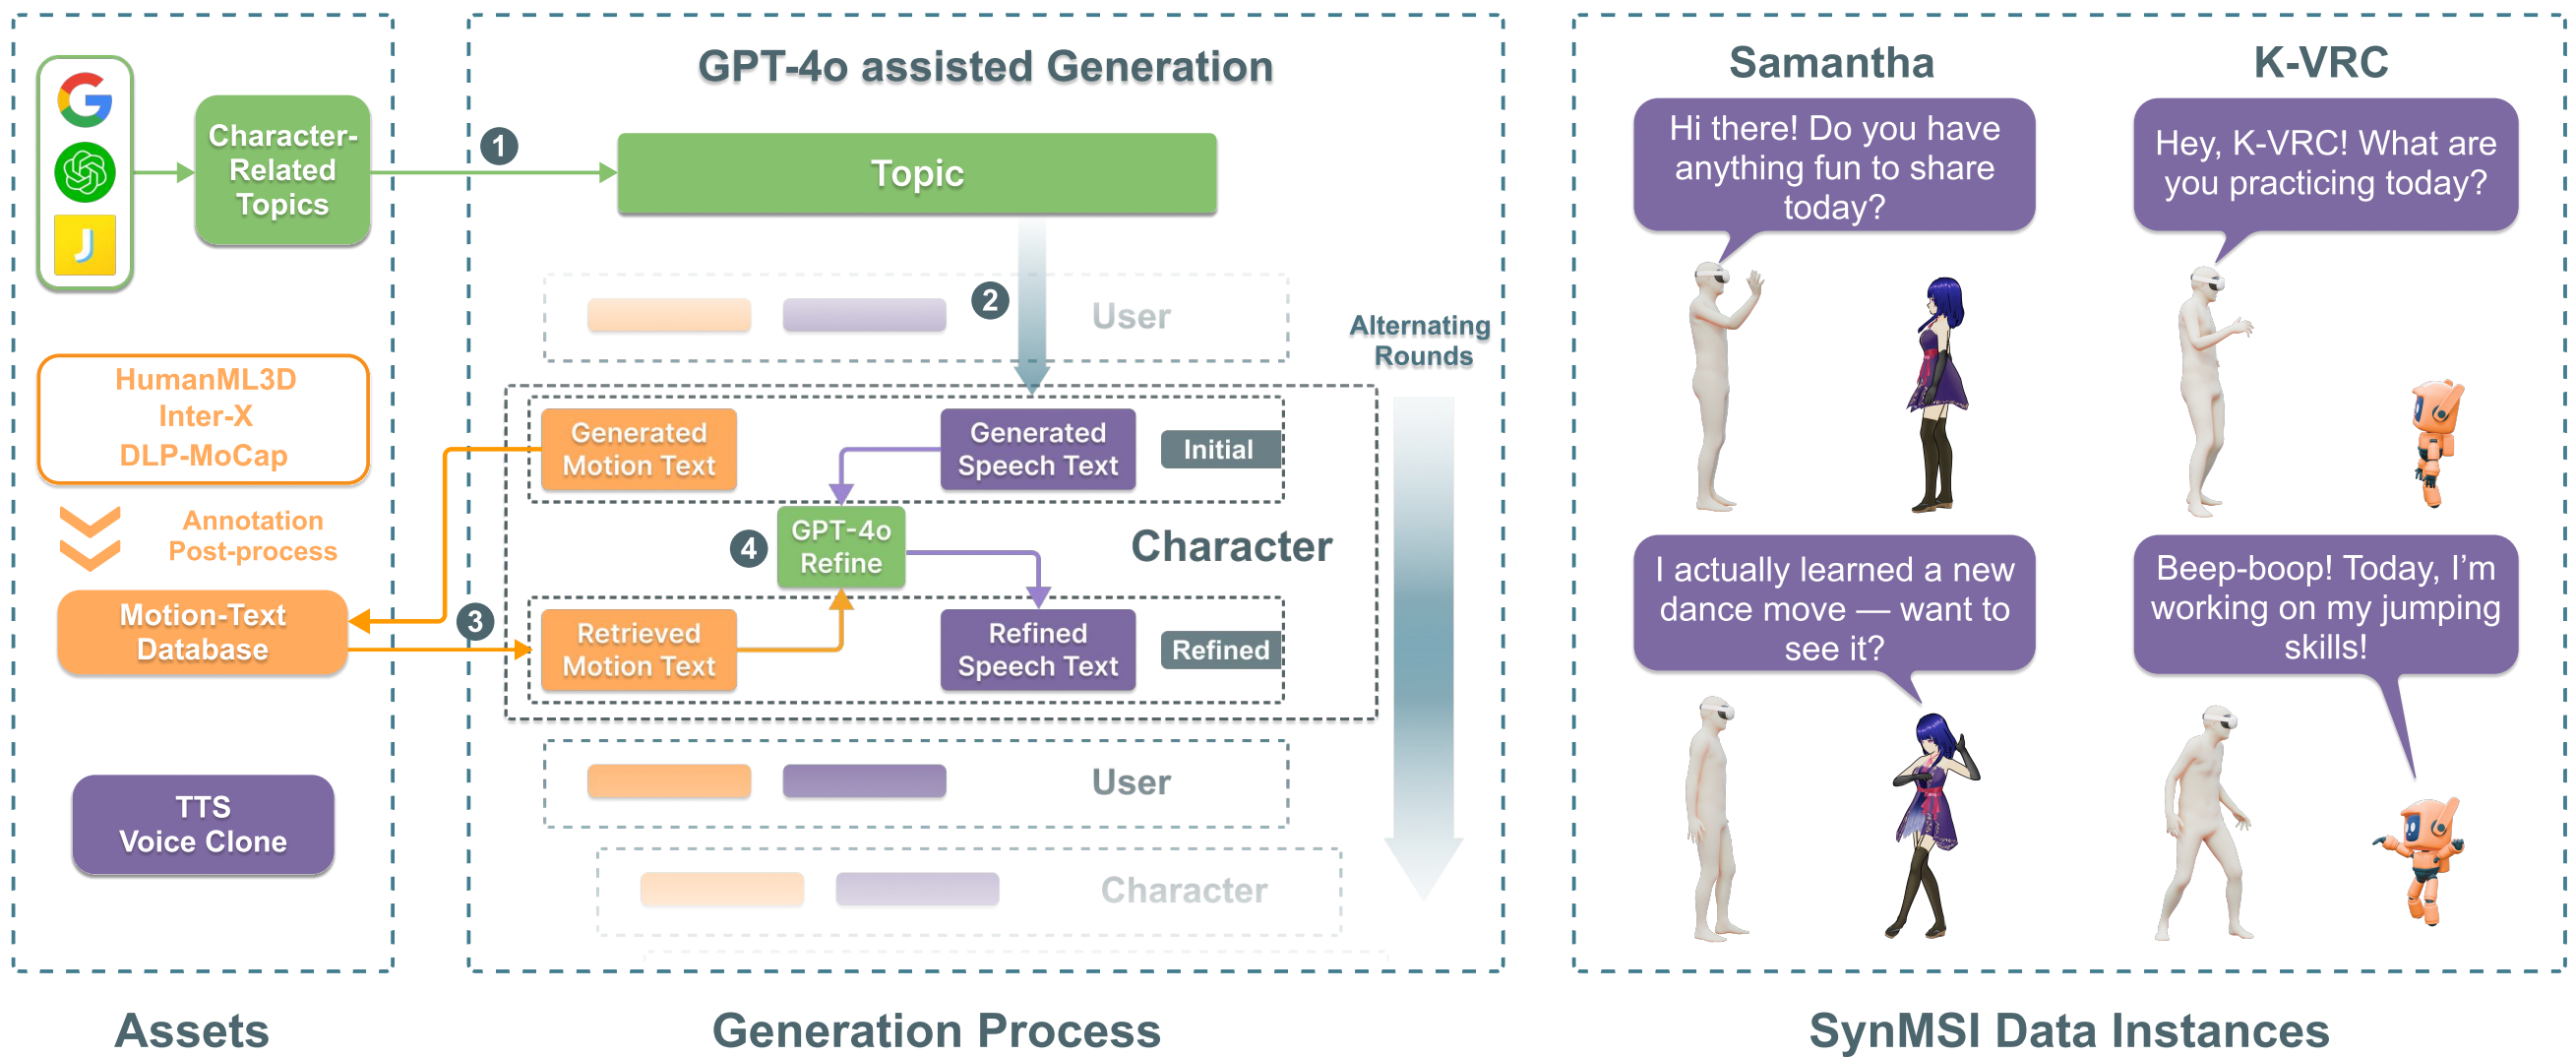 Character-
Related
Topics
HumanML3D
Inter-X
DLP-MoCap
Annotation
Post-process
Motion-Text
Database
TTS
Voice Clone
Assets
GPT-4o assisted Generation
1
Topic
2
User
Alternating
Rounds
Generated
Motion Text
Generated
Speech Text
Initial
4
GPT-4o
Refine
Character
3
Retrieved
Motion Text
Refined
Speech Text
Refined
User
Character
Generation Process
Samantha
Hi there! Do you have
anything fun to share
today?
I actually learned a new
dance move — want to
see it?
K-VRC
Hey, K-VRC! What are
you practicing today?
Beep-boop! Today, I’m
working on my jumping
skills!
SynMSI Data Instances